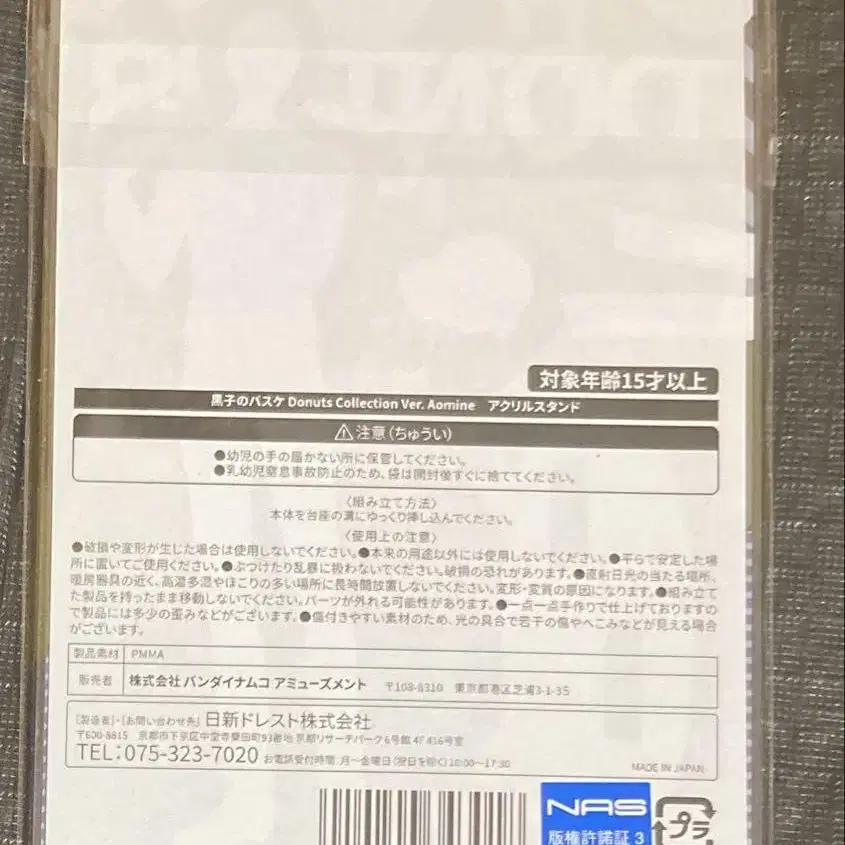 対象年齢15才以上
黒子のバスケ Donuts Collection Ver. Aomine　アクリルスタンド
⚠注意(ちゅうい)
●幼児の手の届かない所に保管してください。
●乳幼児窒息事故防止のため、袋は開封後すぐに捨ててください。
〈組み立て方法〉
本体を台座の溝にゆっくり挿し込んでください。
〈使用上の注意〉
●破損や変形が生じた場合は使用しないでください。●本来の用途以外には使用しないでください。●平らで安定した場
所に置いてご使用ください。●ぶつけたり乱暴に扱わないでください。破損の恐れがあります。●直射日光の当たる場所、
暖房器具の近く、高温多湿やほこりの多い場所に長時間放置しないでください。変形・変質の原因になります。●組み立て
た製品を持ったまま移動しないでください。パーツが外れる可能性があります。●一点一点手作りで仕上げておりますの
で製品には多少の歪みなどがございます。●傷付きやすい素材のため、光の具合で若干の傷やへこみなどが見える場合
がございます。
製品素材 PMMA
販売者 株式会社バンダイナムコアミューズメント 〒108-8310 東京都港区芝浦3-1-35
[製造者]・[お問い合わせ先] 日新ドレスト株式会社
〒600-8815 京都市下京区中堂寺粟田町93番地 京都リサーチパーク6号館 4F 416号室
TEL:075-323-7020 お電話受付時間:月〜金曜日(祝日を除く)10:00〜17:30
MADE IN JAPAN
NAS
版権許諾証 3
プラ